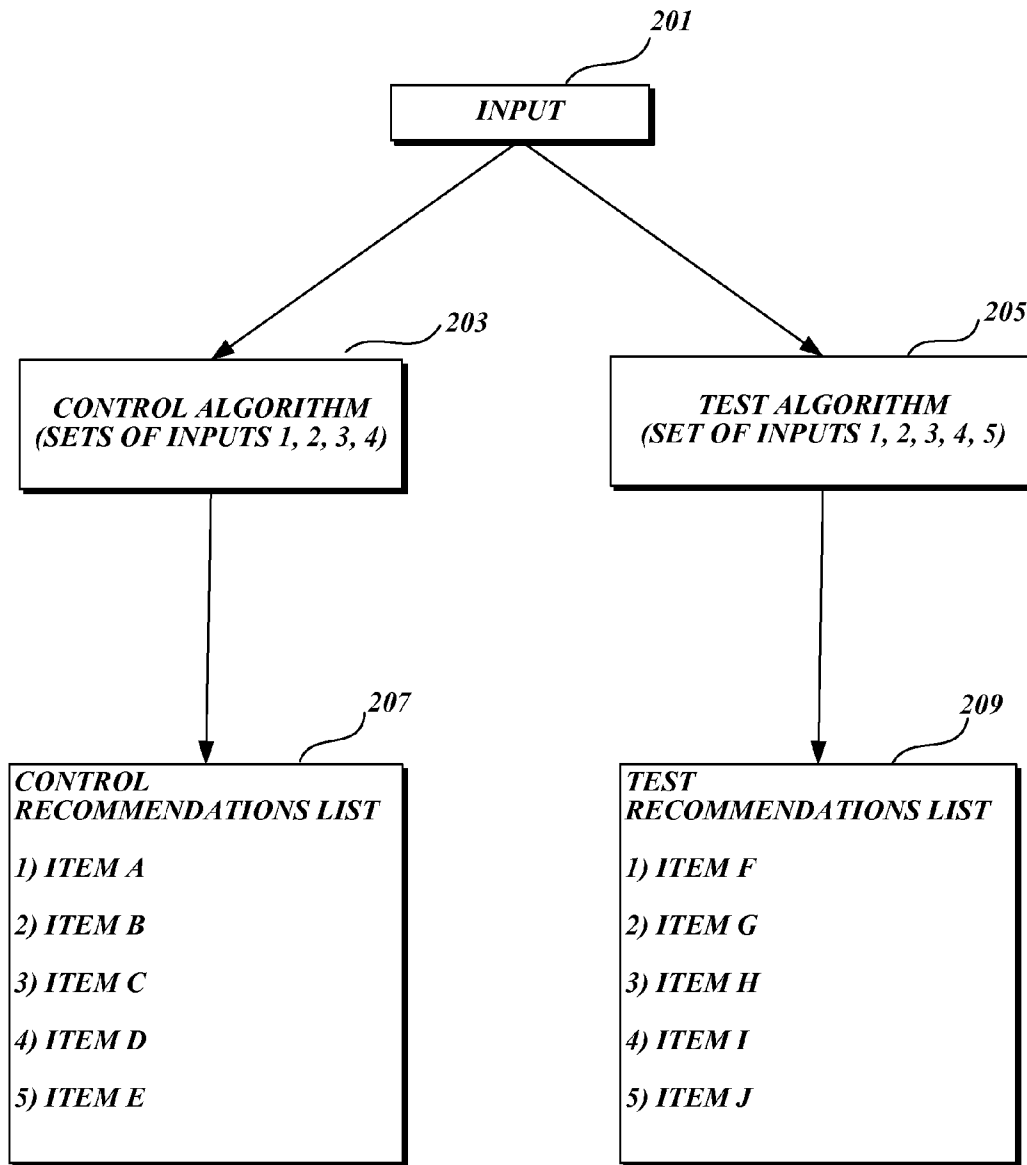 201
INPUT
203
CONTROL ALGORITHM
(SETS OF INPUTS 1, 2, 3, 4)
205
TEST ALGORITHM
(SET OF INPUTS 1, 2, 3, 4, 5)
207
CONTROL
RECOMMENDATIONS LIST
1) ITEM A
2) ITEM B
3) ITEM C
4) ITEM D
5) ITEM E
209
TEST
RECOMMENDATIONS LIST
1) ITEM F
2) ITEM G
3) ITEM H
4) ITEM I
5) ITEM J